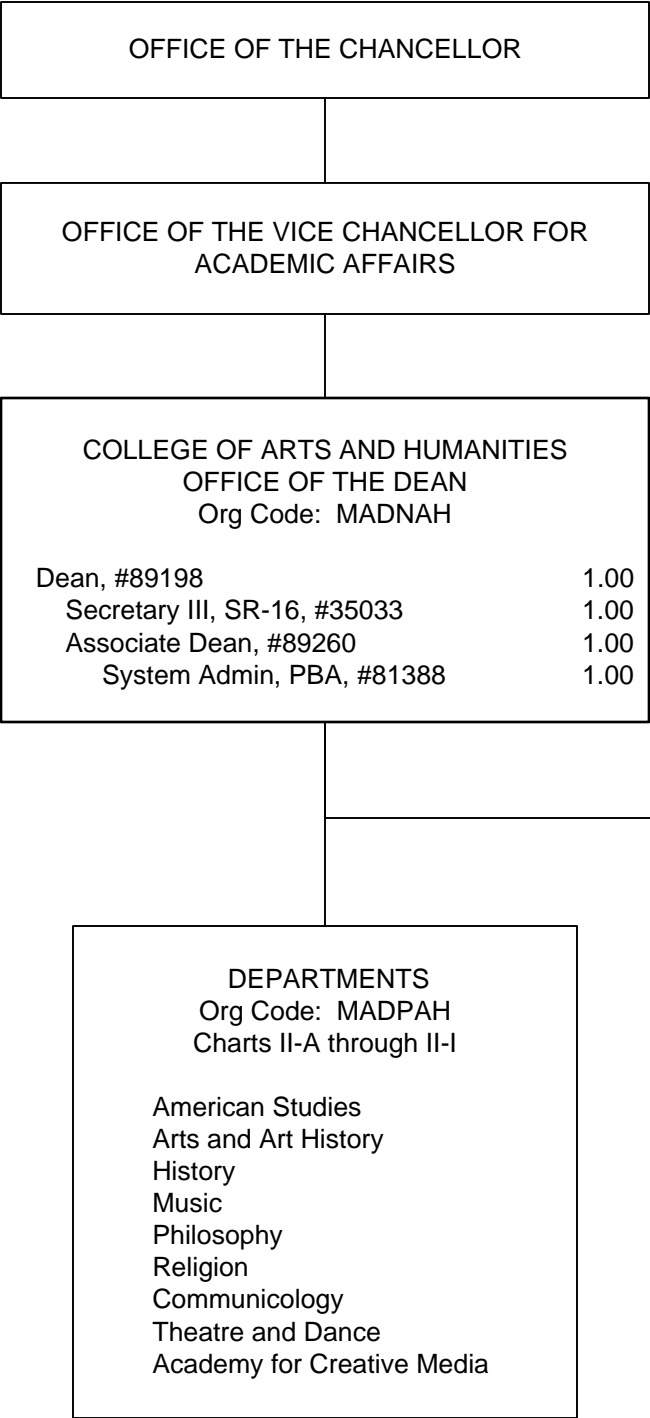 OFFICE OF THE CHANCELLOR
OFFICE OF THE VICE CHANCELLOR FOR
ACADEMIC AFFAIRS
COLLEGE OF ARTS AND HUMANITIES
OFFICE OF THE DEAN
Org Code: MADNAH
Dean, #89198 1.00
Secretary III, SR-16, #35033 1.00
Associate Dean, #89260 1.00
System Admin, PBA, #81388 1.00
DEPARTMENTS
Org Code: MADPAH
Charts II-A through II-I
American Studies
Arts and Art History
History
Music
Philosophy
Religion
Communicology
Theatre and Dance
Academy for Creative Media